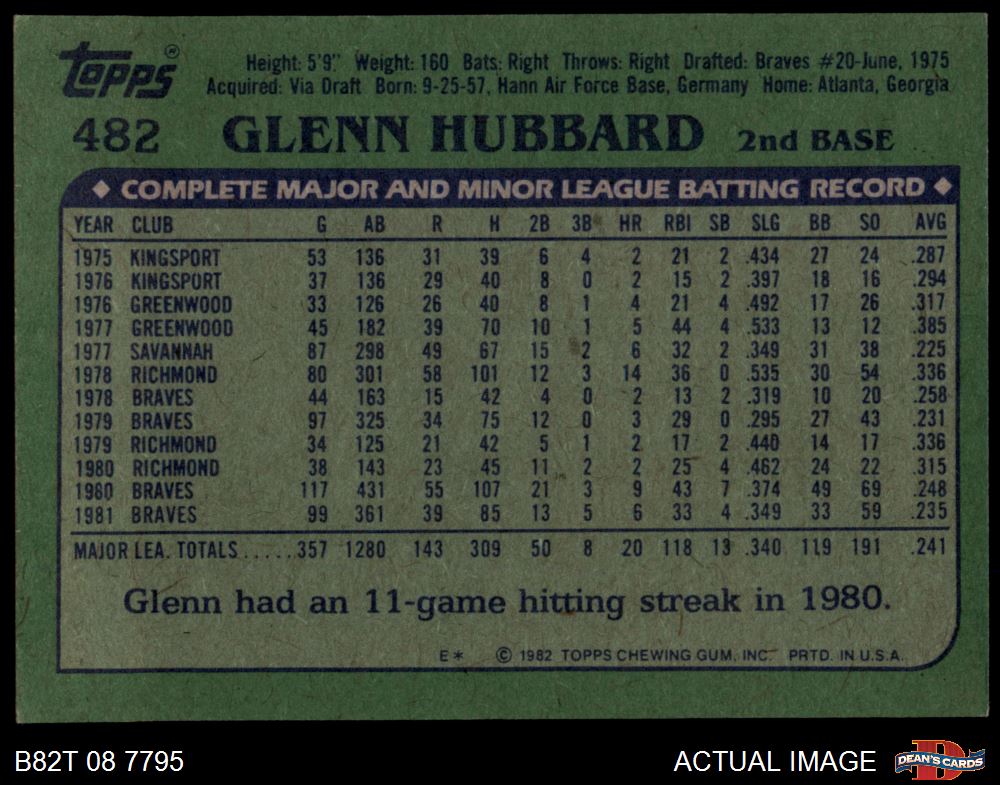 Topps®
Height: 5'9". Weight: 160 Bats: Right Throws: Right Drafted: Braves #20-June, 1975
Acquired: Via Draft Born: 9-25-57, Hann Air Force Base, Germany Home: Atlanta, Georgia
482 GLENN HUBBARD 2nd BASE
◆ COMPLETE MAJOR AND MINOR LEAGUE BATTING RECORD ◆
YEAR CLUB G AB R H 2B 3B HR RBI SB SLG BB SO AVG
1975 KINGSPORT 53 136 31 39 6 4 2 21 2 .434 27 24 .287
1976 KINGSPORT 37 136 29 40 8 0 2 15 2 .397 18 16 .294
1976 GREENWOOD 33 126 26 40 8 1 4 21 4 .492 17 26 .317
1977 GREENWOOD 45 182 39 70 10 1 5 44 4 .533 13 12 .385
1977 SAVANNAH 87 298 49 67 15 2 6 32 2 .349 31 38 .225
1978 RICHMOND 80 301 58 101 12 3 14 36 0 .535 30 54 .336
1978 BRAVES 44 163 15 42 4 0 2 13 2 .319 10 20 .258
1979 BRAVES 97 325 34 75 12 0 3 29 0 .295 27 43 .231
1979 RICHMOND 34 125 21 42 5 1 2 17 2 .440 14 17 .336
1980 RICHMOND 38 143 23 45 11 2 2 25 4 .462 24 22 .315
1980 BRAVES 117 431 55 107 21 3 9 43 7 .374 49 69 .248
1981 BRAVES 99 361 39 85 13 5 6 33 4 .349 33 59 .235
MAJOR LEA. TOTALS......357 1280 143 309 50 8 20 118 13 .340 119 191 .241
Glenn had an 11-game hitting streak in 1980.
E* © 1982 TOPPS CHEWING GUM, INC. PRTD. IN U.S.A.
B82T 08 7795 ACTUAL IMAGE DEAN'S CARDS